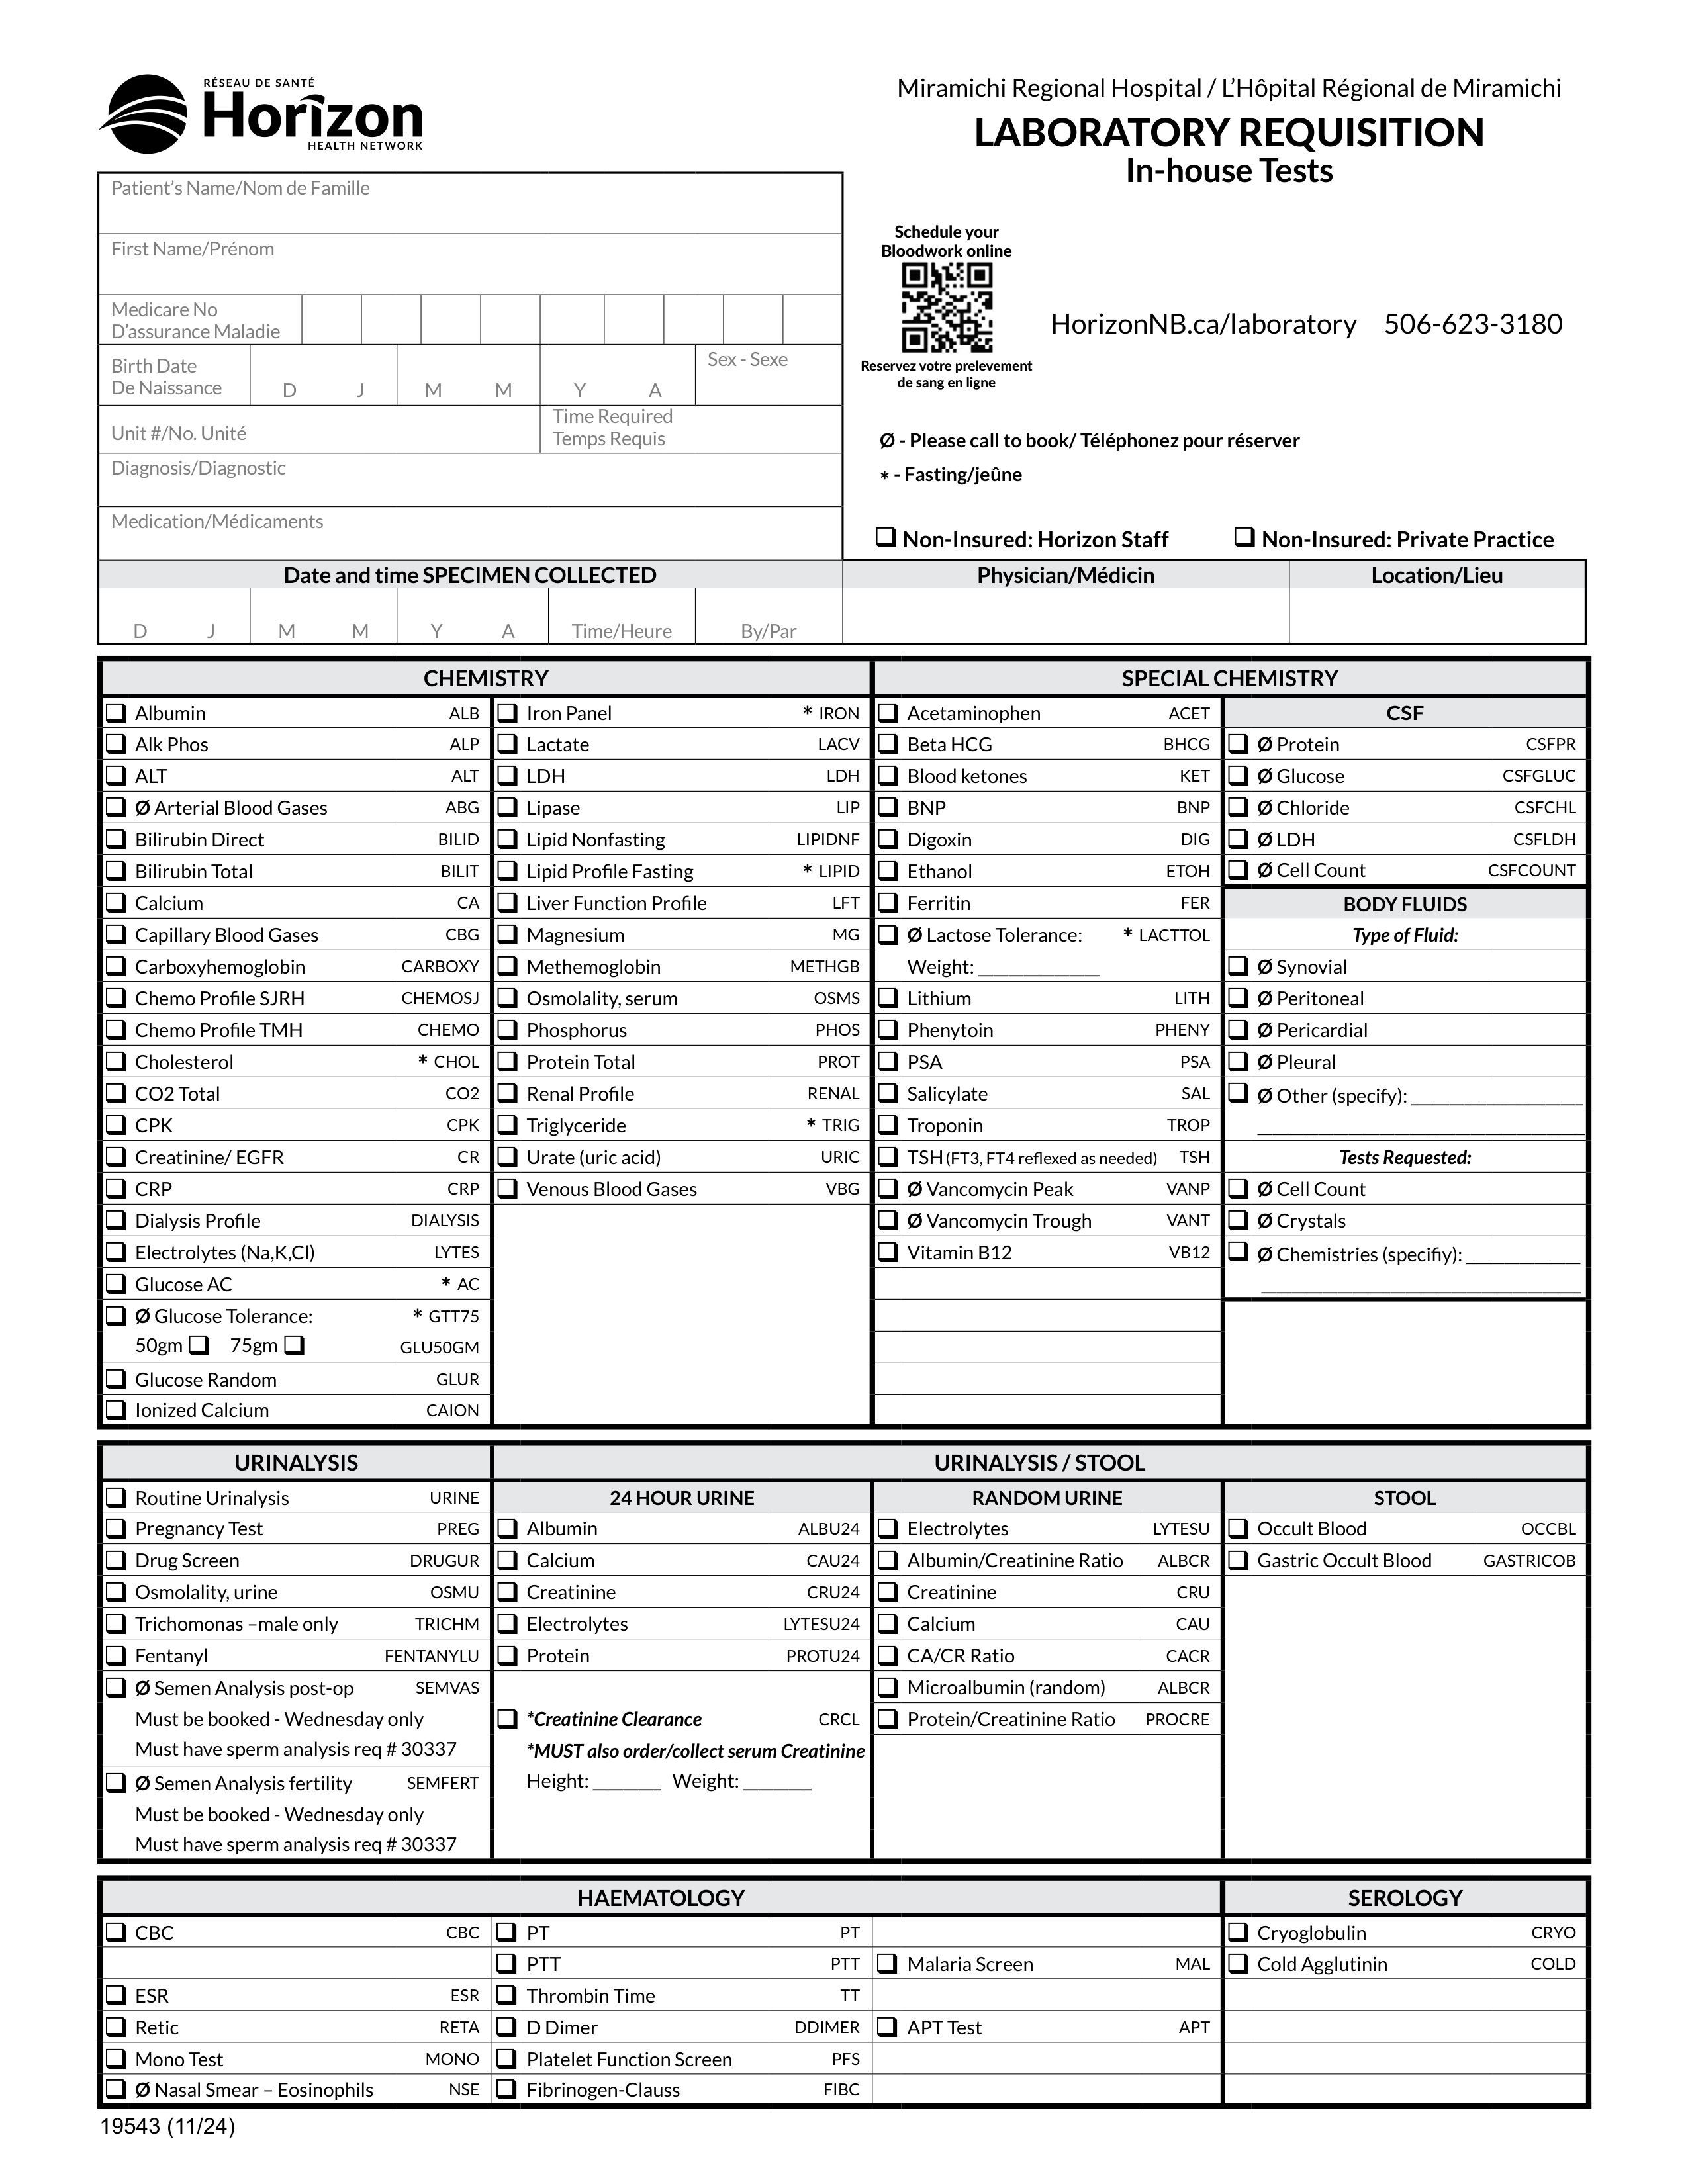 RÉSEAU DE SANTÉ
Horizon
HEALTH NETWORK
Miramichi Regional Hospital / L'Hôpital Régional de Miramichi
LABORATORY REQUISITION
In-house Tests
Patient's Name/Nom de Famille
First Name/Prénom
Medicare No
D'assurance Maladie
Birth Date
De Naissance
D J M M Y A
Sex - Sexe
Unit #/No. Unité
Time Required
Temps Requis
Diagnosis/Diagnostic
Medication/Médicaments
Schedule your
Bloodwork online
Reservez votre prelevement
de sang en ligne
HorizonNB.ca/laboratory 506-623-3180
Ø - Please call to book/ Téléphonez pour réserver
* - Fasting/jeûne
❏ Non-Insured: Horizon Staff ❏ Non-Insured: Private Practice
Date and time SPECIMEN COLLECTED
D J M M Y A Time/Heure By/Par
Physician/Médicin
Location/Lieu
CHEMISTRY
❏ Albumin ALB
❏ Alk Phos ALP
❏ ALT ALT
❏ Ø Arterial Blood Gases ABG
❏ Bilirubin Direct BILID
❏ Bilirubin Total BILIT
❏ Calcium CA
❏ Capillary Blood Gases CBG
❏ Carboxyhemoglobin CARBOXY
❏ Chemo Profile SJRH CHEMOSJ
❏ Chemo Profile TMH CHEMO
❏ Cholesterol * CHOL
❏ CO2 Total CO2
❏ CPK CPK
❏ Creatinine/ EGFR CR
❏ CRP CRP
❏ Dialysis Profile DIALYSIS
❏ Electrolytes (Na,K,Cl) LYTES
❏ Glucose AC * AC
❏ Ø Glucose Tolerance: * GTT75
50gm ❏ 75gm ❏ GLU50GM
❏ Glucose Random GLUR
❏ Ionized Calcium CAION
❏ Iron Panel * IRON
❏ Lactate LACV
❏ LDH LDH
❏ Lipase LIP
❏ Lipid Nonfasting LIPIDNF
❏ Lipid Profile Fasting * LIPID
❏ Liver Function Profile LFT
❏ Magnesium MG
❏ Methemoglobin METHGB
❏ Osmolality, serum OSMS
❏ Phosphorus PHOS
❏ Protein Total PROT
❏ Renal Profile RENAL
❏ Triglyceride * TRIG
❏ Urate (uric acid) URIC
❏ Venous Blood Gases VBG
SPECIAL CHEMISTRY
❏ Acetaminophen ACET
❏ Beta HCG BHCG
❏ Blood ketones KET
❏ BNP BNP
❏ Digoxin DIG
❏ Ethanol ETOH
❏ Ferritin FER
❏ Ø Lactose Tolerance: * LACTTOL
Weight: ____________
❏ Lithium LITH
❏ Phenytoin PHENY
❏ PSA PSA
❏ Salicylate SAL
❏ Troponin TROP
❏ TSH (FT3, FT4 reflexed as needed) TSH
❏ Ø Vancomycin Peak VANP
❏ Ø Vancomycin Trough VANT
❏ Vitamin B12 VB12
CSF
❏ Ø Protein CSFPR
❏ Ø Glucose CSFGLUC
❏ Ø Chloride CSFCHL
❏ Ø LDH CSFLDH
❏ Ø Cell Count CSFCOUNT
BODY FLUIDS
Type of Fluid:
❏ Ø Synovial
❏ Ø Peritoneal
❏ Ø Pericardial
❏ Ø Pleural
❏ Ø Other (specify): ________________
Tests Requested:
❏ Ø Cell Count
❏ Ø Crystals
❏ Ø Chemistries (specifiy): ___________
URINALYSIS
❏ Routine Urinalysis URINE
❏ Pregnancy Test PREG
❏ Drug Screen DRUGUR
❏ Osmolality, urine OSMU
❏ Trichomonas –male only TRICHM
❏ Fentanyl FENTANYLU
❏ Ø Semen Analysis post-op SEMVAS
Must be booked - Wednesday only
Must have sperm analysis req # 30337
❏ Ø Semen Analysis fertility SEMFERT
Must be booked - Wednesday only
Must have sperm analysis req # 30337
URINALYSIS / STOOL
24 HOUR URINE
❏ Albumin ALBU24
❏ Calcium CAU24
❏ Creatinine CRU24
❏ Electrolytes LYTESU24
❏ Protein PROTU24
❏ *Creatinine Clearance CRCL
*MUST also order/collect serum Creatinine
Height: _______ Weight: _______
RANDOM URINE
❏ Electrolytes LYTESU
❏ Albumin/Creatinine Ratio ALBCR
❏ Creatinine CRU
❏ Calcium CAU
❏ CA/CR Ratio CACR
❏ Microalbumin (random) ALBCR
❏ Protein/Creatinine Ratio PROCRE
STOOL
❏ Occult Blood OCCBL
❏ Gastric Occult Blood GASTRICOB
HAEMATOLOGY
❏ CBC CBC
❏ ESR ESR
❏ Retic RETA
❏ Mono Test MONO
❏ Ø Nasal Smear – Eosinophils NSE
❏ PT PT
❏ PTT PTT
❏ Thrombin Time TT
❏ D Dimer DDIMER
❏ Platelet Function Screen PFS
❏ Fibrinogen-Clauss FIBC
❏ Malaria Screen MAL
❏ APT Test APT
SEROLOGY
❏ Cryoglobulin CRYO
❏ Cold Agglutinin COLD
19543 (11/24)